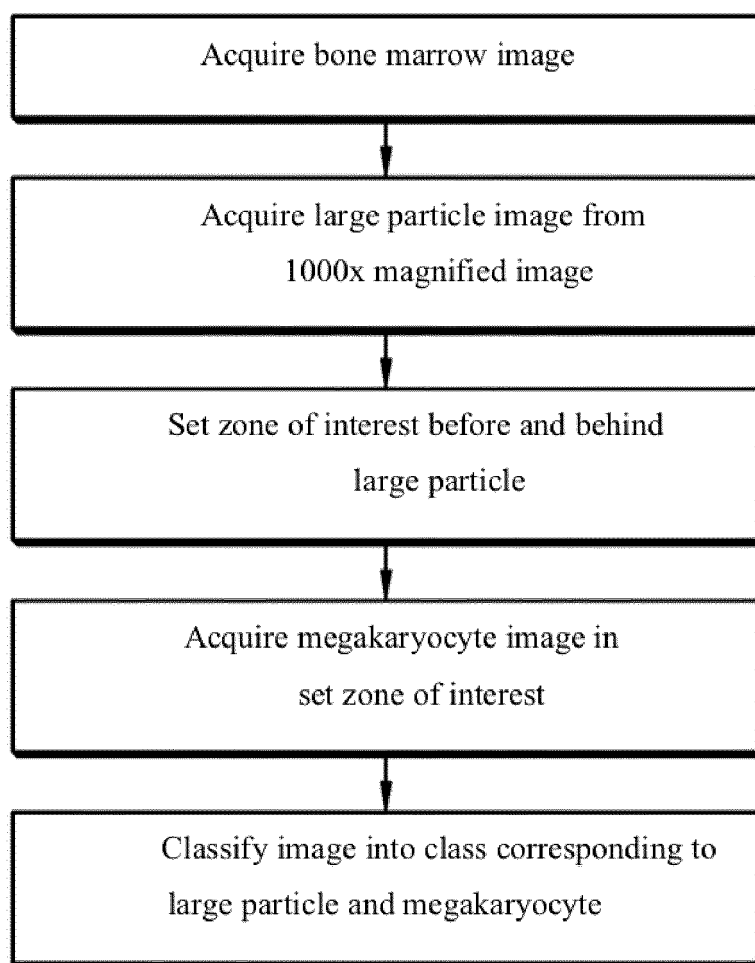 Acquire bone marrow image
Acquire large particle image from
1000x magnified image
Set zone of interest before and behind
large particle
Acquire megakaryocyte image in
set zone of interest
Classify image into class corresponding to
large particle and megakaryocyte